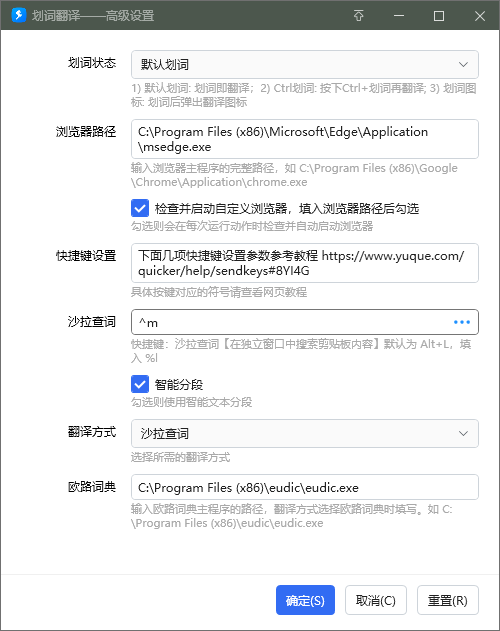 划词翻译——高级设置
划词状态
默认划词
1) 默认划词: 划词即翻译；2) Ctrl划词: 按下Ctrl+划词再翻译; 3) 划词图
标: 划词后弹出翻译图标
浏览器路径
C:\Program Files (x86)\Microsoft\Edge\Application
\msedge.exe
输入浏览器主程序的完整路径，如 C:\Program Files (x86)\Google
\Chrome\Application\chrome.exe
检查并启动自定义浏览器，填入浏览器路径后勾选
勾选则会在每次运行动作时检查并自动启动浏览器
快捷键设置
下面几项快捷键设置参数参考教程 https://www.yuque.com/
quicker/help/sendkeys#8YI4G
具体按键对应的符号请查看网页教程
沙拉查词
^m
快捷键：沙拉查词【在独立窗口中搜索剪贴板内容】默认为 Alt+L，填
入 %l
智能分段
勾选则使用智能文本分段
翻译方式
沙拉查词
选择所需的翻译方式
欧路词典
C:\Program Files (x86)\eudic\eudic.exe
输入欧路词典主程序的路径，翻译方式选择欧路词典时填写。如 C:
\Program Files (x86)\eudic\eudic.exe
确定(S)
取消(C)
重置(R)